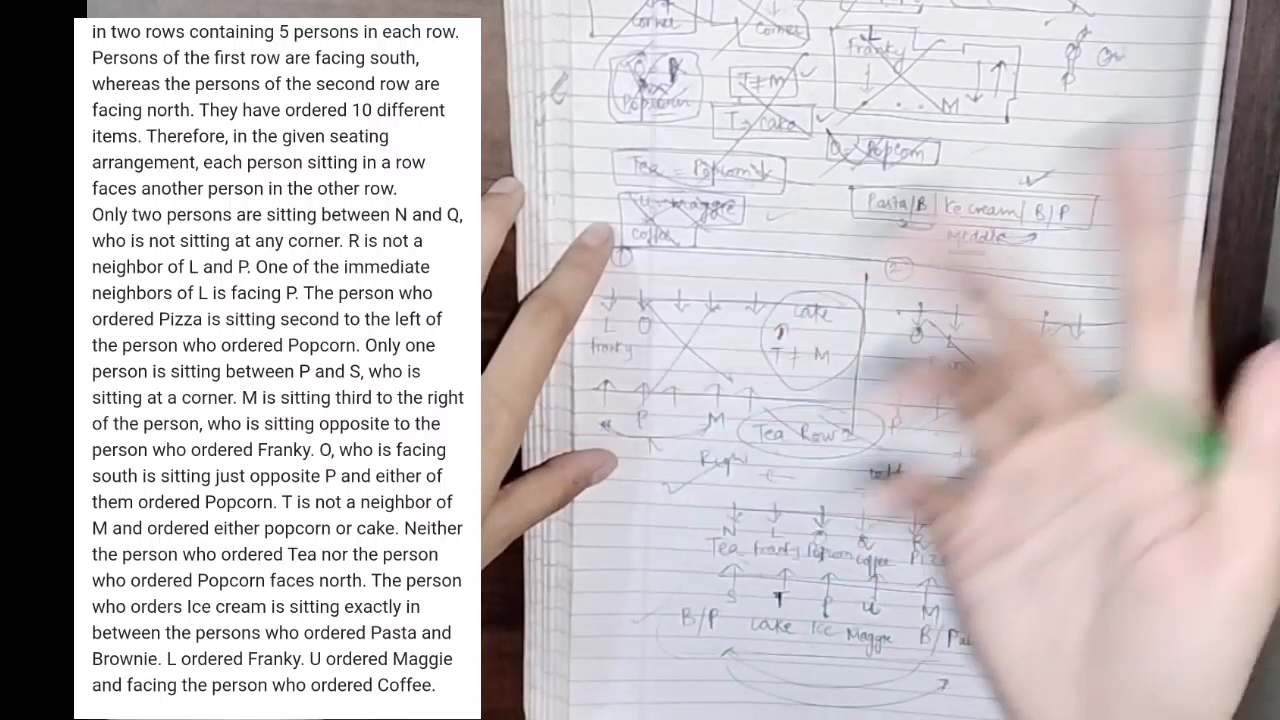 in two rows containing 5 persons in each row.
Persons of the first row are facing south,
whereas the persons of the second row are
facing north. They have ordered 10 different
items. Therefore, in the given seating
arrangement, each person sitting in a row
faces another person in the other row.
Only two persons are sitting between N and Q,
who is not sitting at any corner. R is not a
neighbor of L and P. One of the immediate
neighbors of L is facing P. The person who
ordered Pizza is sitting second to the left of
the person who ordered Popcorn. Only one
person is sitting between P and S, who is
sitting at a corner. M is sitting third to the right
of the person, who is sitting opposite to the
person who ordered Franky. O, who is facing
south is sitting just opposite P and either of
them ordered Popcorn. T is not a neighbor of
M and ordered either popcorn or cake. Neither
the person who ordered Tea nor the person
who ordered Popcorn faces north. The person
who orders Ice cream is sitting exactly in
between the persons who ordered Pasta and
Brownie. L ordered Franky. U ordered Maggie
and facing the person who ordered Coffee.
corner corner
Franky
Popcorn T ≠ M M
T = cake
Popcorn
Tea = Popcorn ↓
U - maggie Pasta/B Ice cream B/P
coffee middle
1 2
L O cake
franky T ≠ M
P M Tea Row 2
N L
Tea franky Popcorn coffee
S T P U M
B/P cake Ice Maggie B/